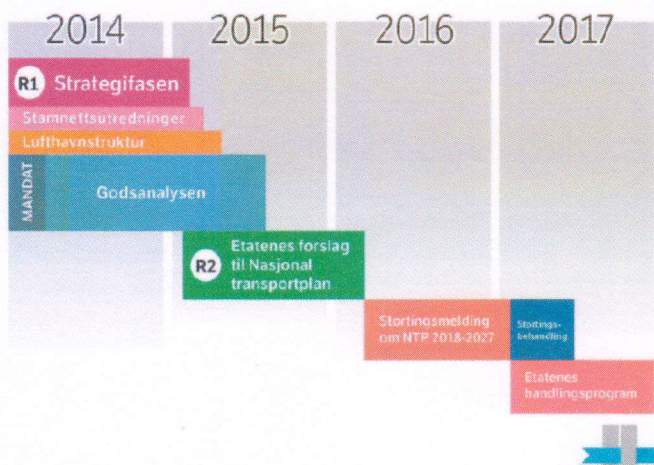 2014 2015 2016 2017
R1 Strategifasen
Stamnettsutredninger
Lufthavnstruktur
MANDAT
Godsanalysen
R2
Etatenes forslag
til Nasjonal
transportplan
Stortingsmelding
om NTP 2018-2027
Stortings-
behandling
Etatenes
handlingsprogram